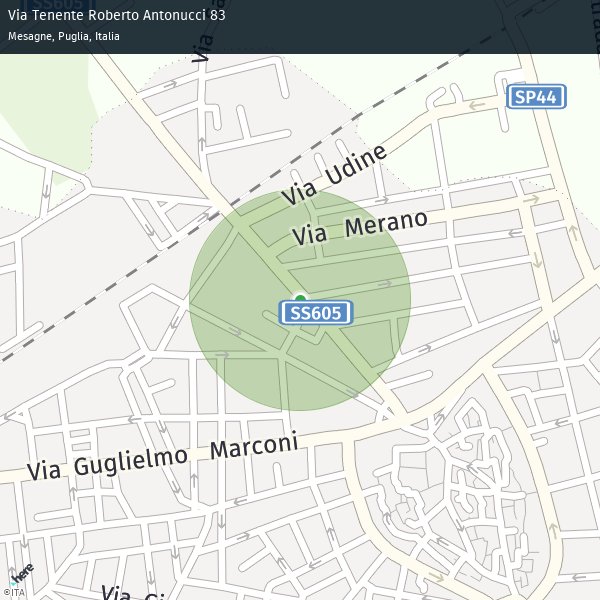 Via Tenente Roberto Antonucci 83
Mesagne, Puglia, Italia
SS605
Via
SP44
Via Udine
Via Merano
SS605
Via Guglielmo Marconi
here
Via
©ITA